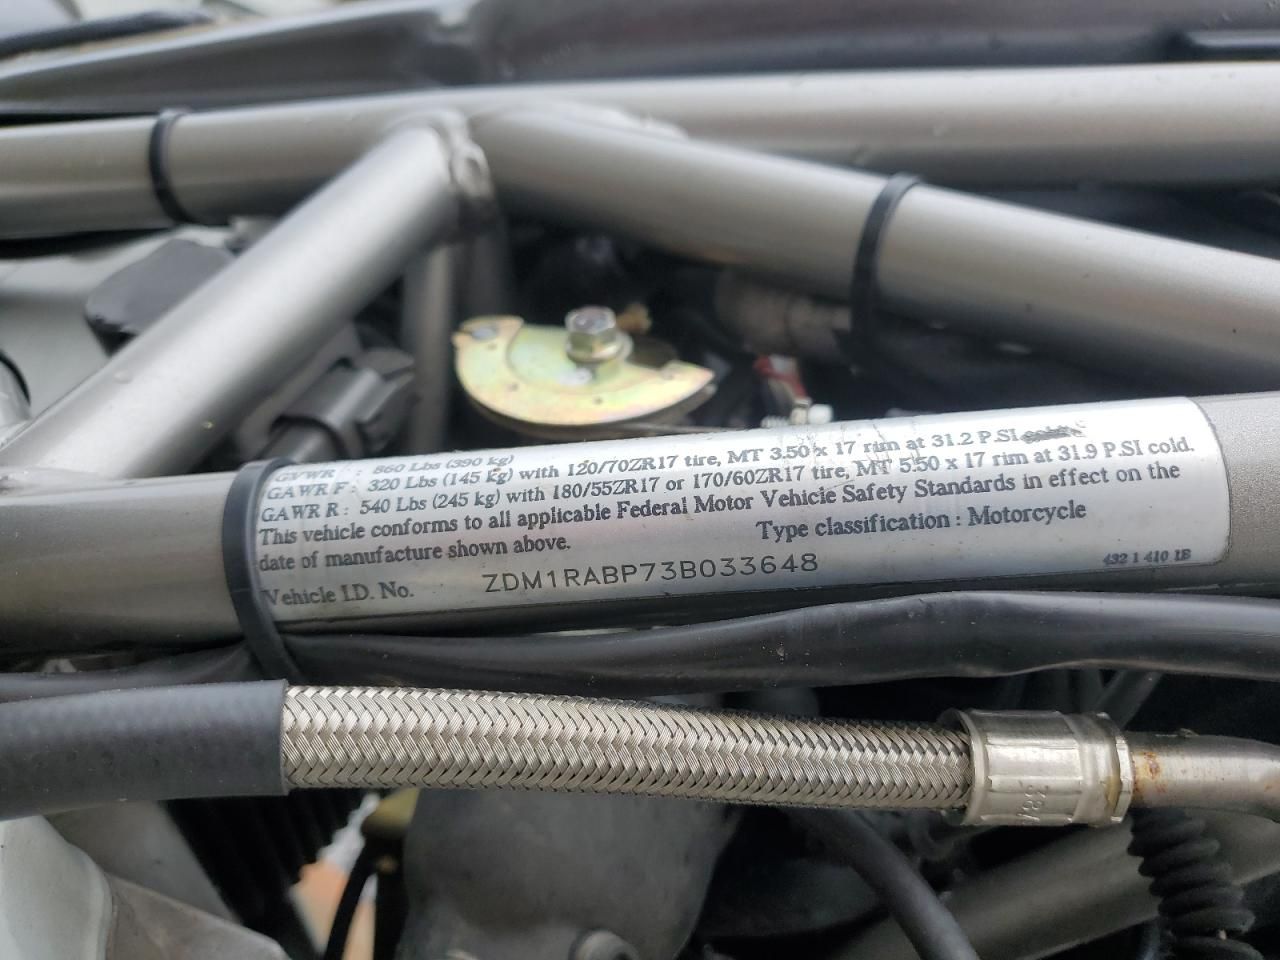 GVWR : 860 Lbs (390 kg)
GAWR F : 320 Lbs (145 kg) with 120/70ZR17 tire, MT 3.50 x 17 rim at 31.2 P.SI
GAWR R : 540 Lbs (245 kg) with 180/55ZR17 or 170/60ZR17 tire, MT 5.50 x 17 rim at 31.9 P.SI cold.
This vehicle conforms to all applicable Federal Motor Vehicie Safety Standards in effect on the
date of manufacture shown above. Type classification : Motorcycle
Vehicle I.D. No. ZDM1RABP73B033648
432 1 410 1B